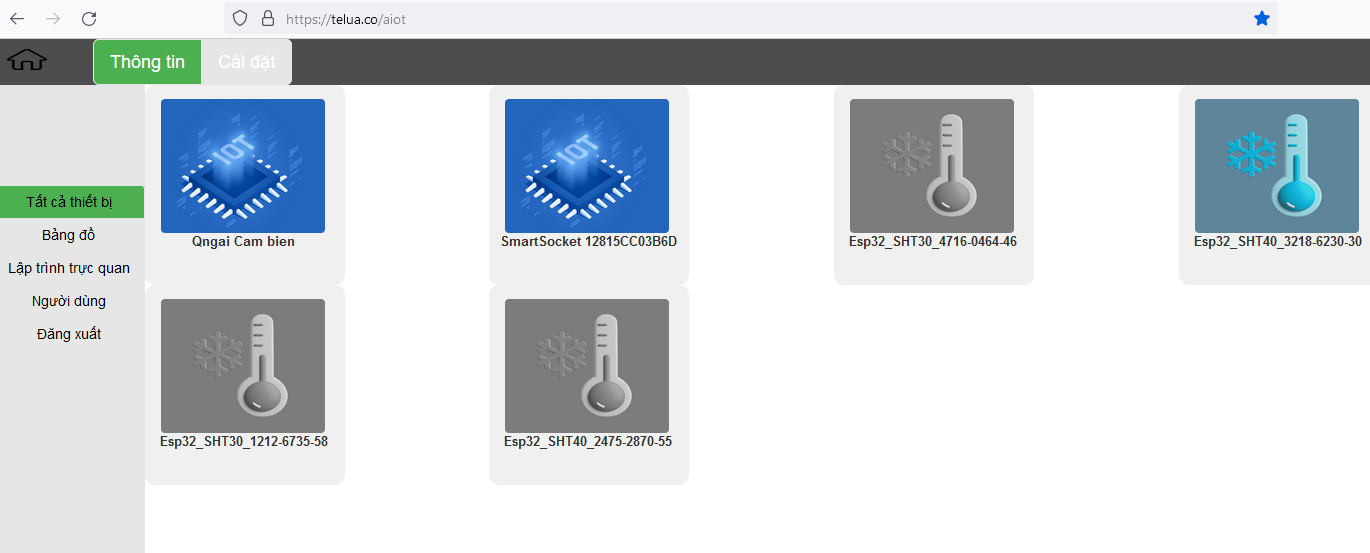 https://telua.co/aiot
Thông tin
Cài đặt
Tất cả thiết bị
Bảng đồ
Lập trình trực quan
Người dùng
Đăng xuất
IOT
Qngai Cam bien
IOT
SmartSocket 12815CC03B6D
Esp32_SHT30_4716-0464-46
Esp32_SHT40_3218-6230-30
Esp32_SHT30_1212-6735-58
Esp32_SHT40_2475-2870-55